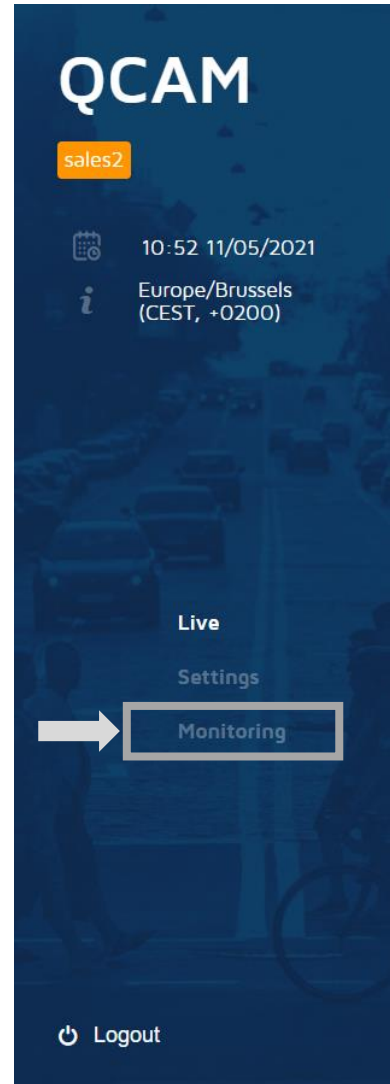 QCAM
sales2
10:52 11/05/2021
Europe/Brussels
(CEST, +0200)
Live
Settings
Monitoring
Logout